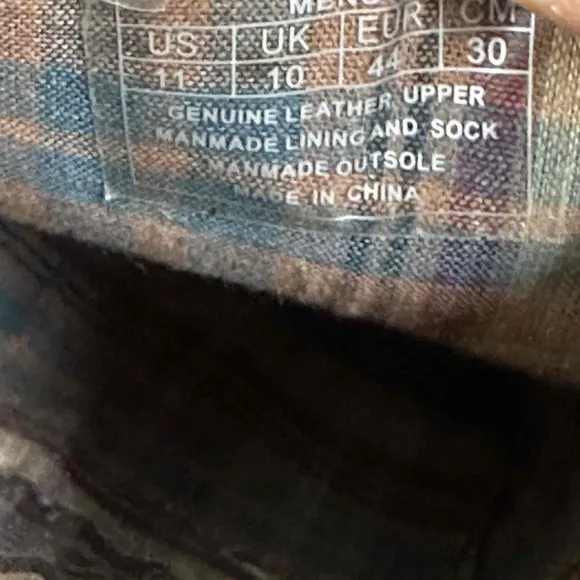 MENS
US UK EUR CM
11 10 44 30
GENUINE LEATHER UPPER
MANMADE LINING AND SOCK
MANMADE OUTSOLE
MADE IN CHINA